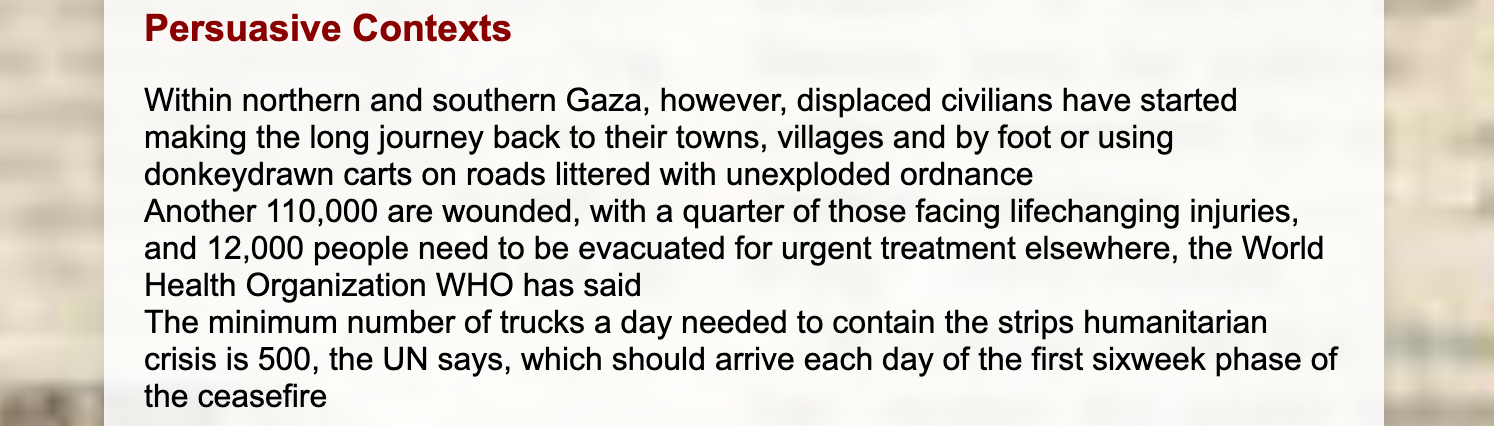 Persuasive Contexts
Within northern and southern Gaza, however, displaced civilians have started
making the long journey back to their towns, villages and by foot or using
donkeydrawn carts on roads littered with unexploded ordnance
Another 110,000 are wounded, with a quarter of those facing lifechanging injuries,
and 12,000 people need to be evacuated for urgent treatment elsewhere, the World
Health Organization WHO has said
The minimum number of trucks a day needed to contain the strips humanitarian
crisis is 500, the UN says, which should arrive each day of the first sixweek phase of
the ceasefire